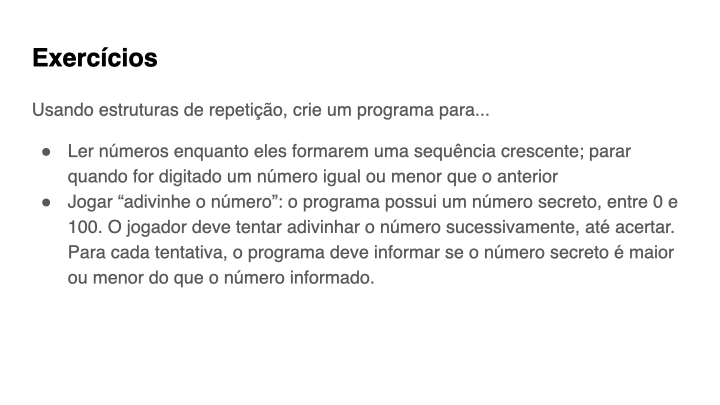 Exercícios
Usando estruturas de repetição, crie um programa para...
● Ler números enquanto eles formarem uma sequência crescente; parar
quando for digitado um número igual ou menor que o anterior
● Jogar “adivinhe o número”: o programa possui um número secreto, entre 0 e
100. O jogador deve tentar adivinhar o número sucessivamente, até acertar.
Para cada tentativa, o programa deve informar se o número secreto é maior
ou menor do que o número informado.